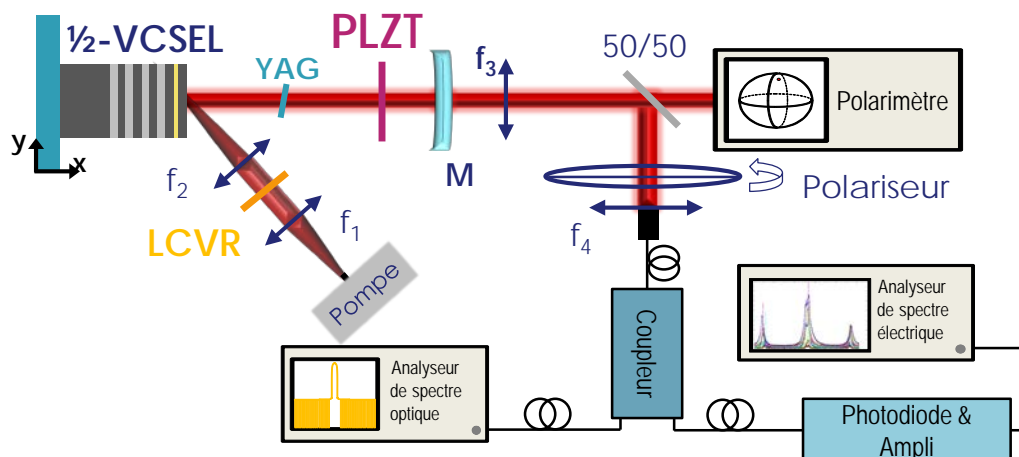 ½-VCSEL
YAG
PLZT
f3
M
50/50
Polarimètre
y
x
f2
LCVR
f1
Pompe
Polariseur
f4
Coupleur
Analyseur
de spectre
électrique
Analyseur
de spectre
optique
Photodiode &
Ampli